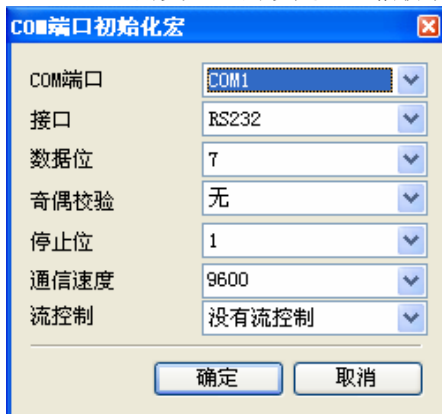 COM端口初始化宏
COM端口 COM1
接口 RS232
数据位 7
奇偶校验 无
停止位 1
通信速度 9600
流控制 没有流控制
确定 取消